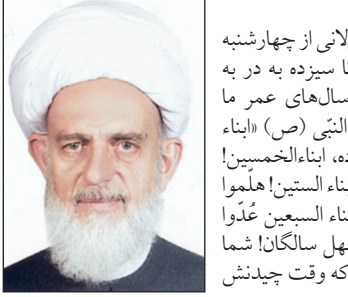 لانی از چهارشنبه
ا سیزده به در به
سال‌های عمر ما
النّبی (ص) «ابناء
ده، ابناءالخمسین!
ناء الستین! هلّموا
ناء السبعین عُدّوا
هل سالگان! شما
که وقت چیدنش